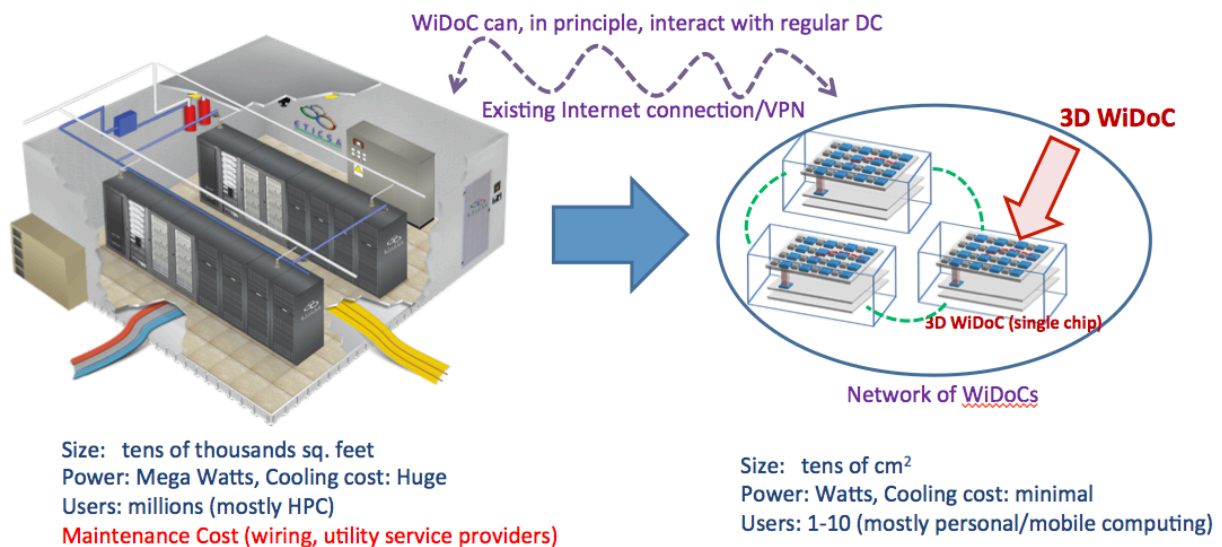 WiDoC can, in principle, interact with regular DC
Existing Internet connection/VPN
ETICSA
3D WiDoC
3D WiDoC (single chip)
Network of WiDoCs
Size: tens of thousands sq. feet
Power: Mega Watts, Cooling cost: Huge
Users: millions (mostly HPC)
Maintenance Cost (wiring, utility service providers)
Size: tens of cm²
Power: Watts, Cooling cost: minimal
Users: 1-10 (mostly personal/mobile computing)